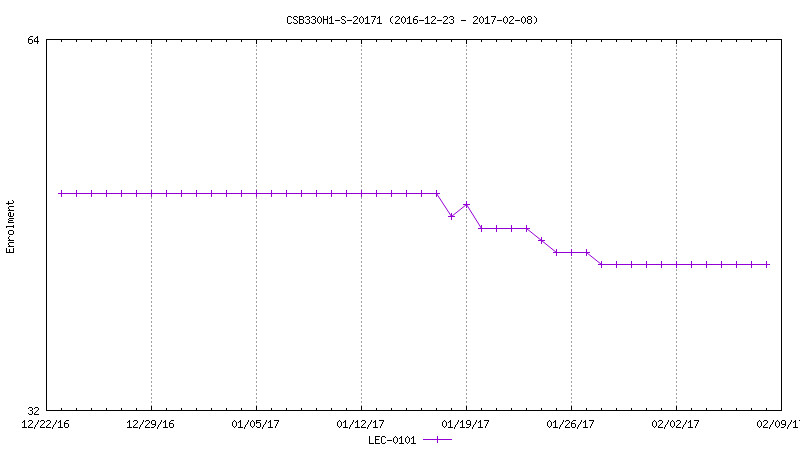 CSB330H1-S-20171 (2016-12-23 - 2017-02-08)
64
Enrolment
32
12/22/16 12/29/16 01/05/17 01/12/17 01/19/17 01/26/17 02/02/17 02/09/1
LEC-0101